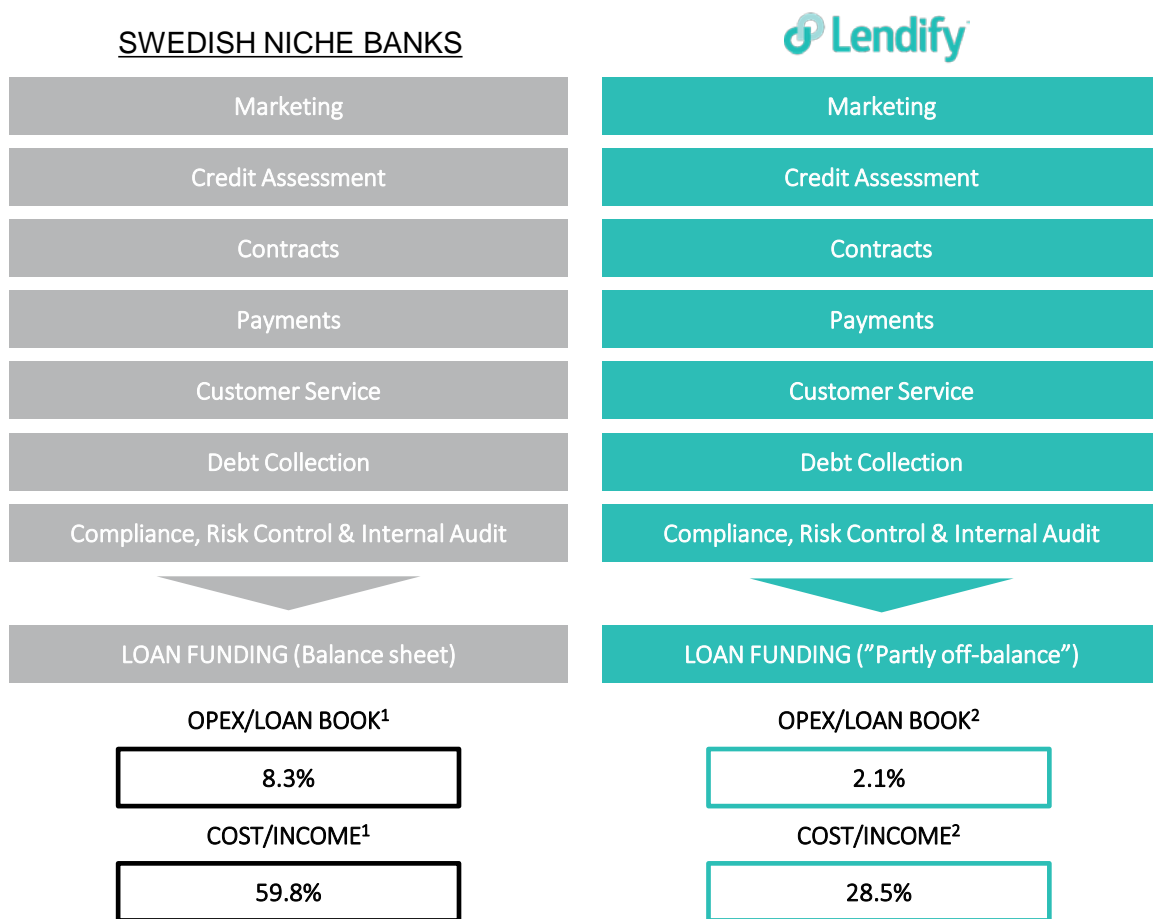 SWEDISH NICHE BANKS
Marketing
Credit Assessment
Contracts
Payments
Customer Service
Debt Collection
Compliance, Risk Control & Internal Audit
LOAN FUNDING (Balance sheet)
OPEX/LOAN BOOK¹
8.3%
COST/INCOME¹
59.8%
Lendify
Marketing
Credit Assessment
Contracts
Payments
Customer Service
Debt Collection
Compliance, Risk Control & Internal Audit
LOAN FUNDING (”Partly off-balance”)
OPEX/LOAN BOOK²
2.1%
COST/INCOME²
28.5%